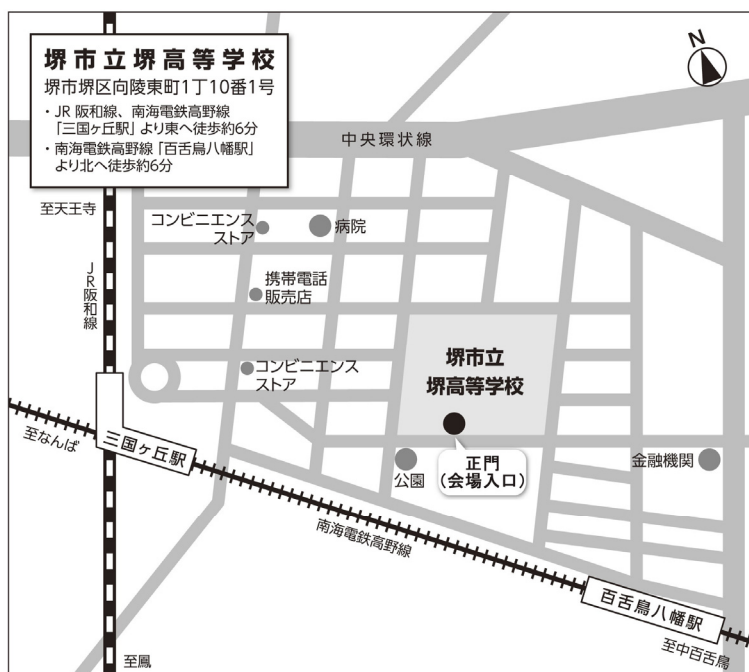 堺市立堺高等学校
堺市堺区向陵東町1丁10番1号
・JR 阪和線、南海電鉄高野線
「三国ヶ丘駅」より東へ徒歩約6分
・南海電鉄高野線「百舌鳥八幡駅」
より北へ徒歩約6分
N
中央環状線
至天王寺
コンビニエンス
ストア
病院
JR阪和線
携帯電話
販売店
コンビニエンス
ストア
堺市立
堺高等学校
至なんば
三国ヶ丘駅
公園
正門
(会場入口)
金融機関
南海電鉄高野線
百舌鳥八幡駅
至中百舌鳥
至鳳